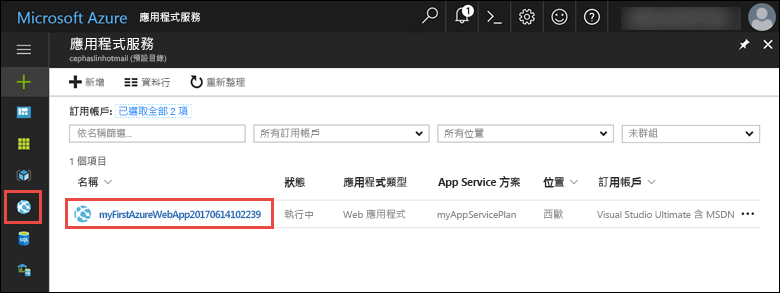 Microsoft Azure 應用程式服務
1
應用程式服務
cephaslinhotmail (預設目錄)
新增 資料行 重新整理
訂用帳戶: 已選取全部 2 項
依名稱篩選... 所有訂用帳戶 所有位置 未群組
1 個項目
名稱 狀態 應用程式類型 App Service 方案 位置 訂用帳戶
myFirstAzureWebApp20170614102239 執行中 Web 應用程式 myAppServicePlan 西歐 Visual Studio Ultimate 含 MSDN
SQL